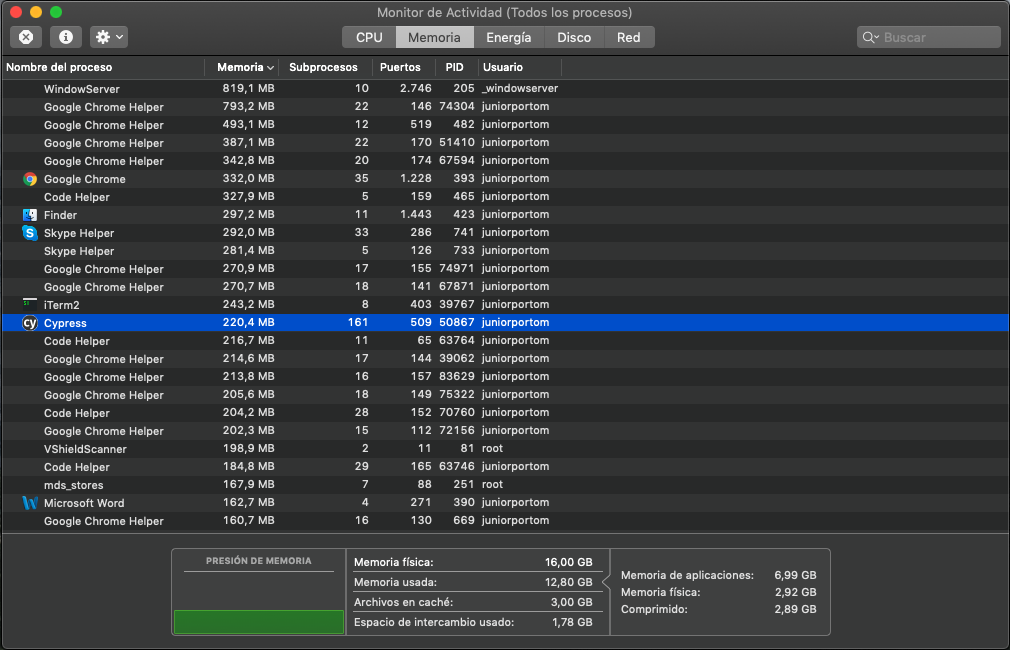 Monitor de Actividad (Todos los procesos)
CPU Memoria Energía Disco Red Buscar
Nombre del proceso Memoria Subprocesos Puertos PID Usuario
WindowServer 819,1 MB 10 2.746 205 _windowserver
Google Chrome Helper 793,2 MB 22 146 74304 juniorportom
Google Chrome Helper 493,1 MB 12 519 482 juniorportom
Google Chrome Helper 387,1 MB 22 170 51410 juniorportom
Google Chrome Helper 342,8 MB 20 174 67594 juniorportom
Google Chrome 332,0 MB 35 1.228 393 juniorportom
Code Helper 327,9 MB 5 159 465 juniorportom
Finder 297,2 MB 11 1.443 423 juniorportom
S Skype Helper 292,0 MB 33 286 741 juniorportom
Skype Helper 281,4 MB 5 126 733 juniorportom
Google Chrome Helper 270,9 MB 17 155 74971 juniorportom
Google Chrome Helper 270,7 MB 18 141 67871 juniorportom
iTerm2 243,2 MB 8 403 39767 juniorportom
cy Cypress 220,4 MB 161 509 50867 juniorportom
Code Helper 216,7 MB 11 65 63764 juniorportom
Google Chrome Helper 214,6 MB 17 144 39062 juniorportom
Google Chrome Helper 213,8 MB 16 157 83629 juniorportom
Google Chrome Helper 205,6 MB 18 149 75322 juniorportom
Code Helper 204,2 MB 28 152 70760 juniorportom
Google Chrome Helper 202,3 MB 15 112 72156 juniorportom
VShieldScanner 198,9 MB 2 11 81 root
Code Helper 184,8 MB 29 165 63746 juniorportom
mds_stores 167,9 MB 7 88 251 root
W Microsoft Word 162,7 MB 4 271 390 juniorportom
Google Chrome Helper 160,7 MB 16 130 669 juniorportom
PRESIÓN DE MEMORIA
Memoria física: 16,00 GB
Memoria usada: 12,80 GB
Archivos en caché: 3,00 GB
Espacio de intercambio usado: 1,78 GB
Memoria de aplicaciones: 6,99 GB
Memoria física: 2,92 GB
Comprimido: 2,89 GB